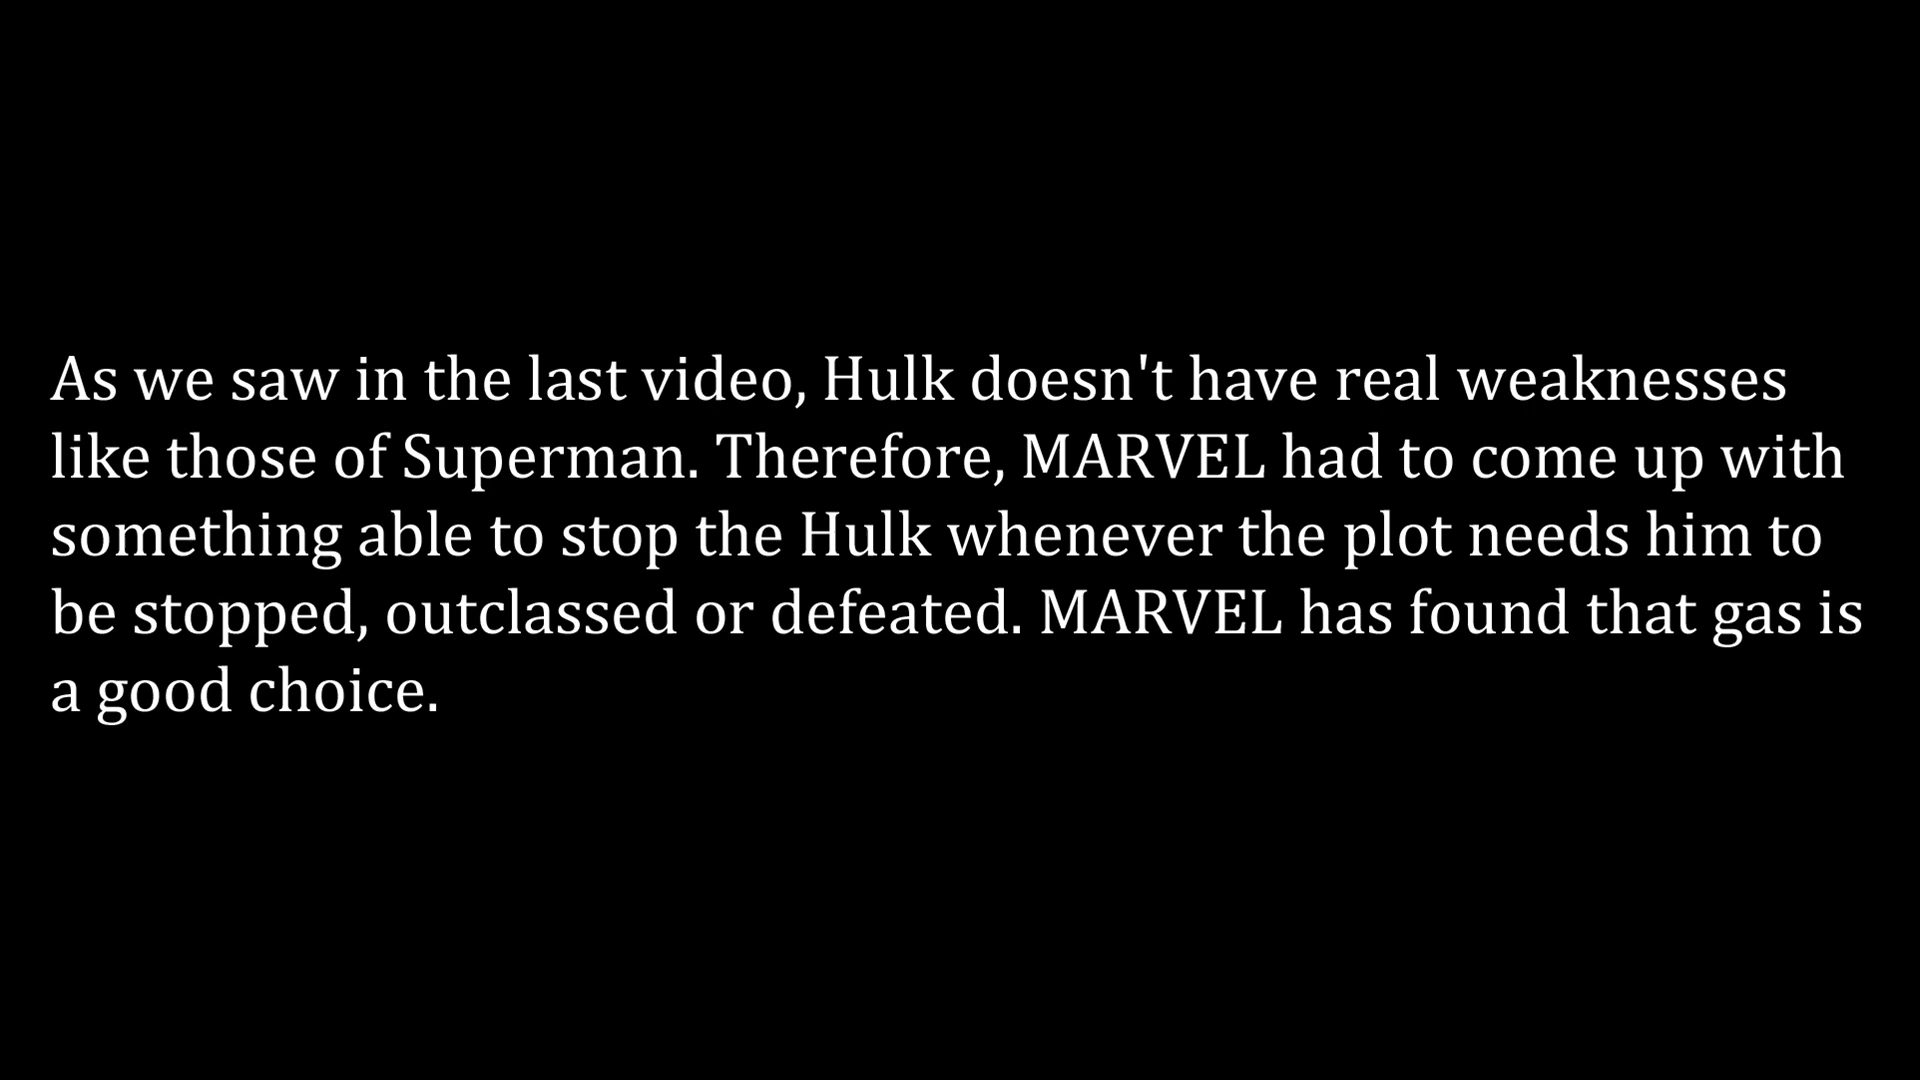 As we saw in the last video, Hulk doesn't have real weaknesses
like those of Superman. Therefore, MARVEL had to come up with
something able to stop the Hulk whenever the plot needs him to
be stopped, outclassed or defeated. MARVEL has found that gas is
a good choice.